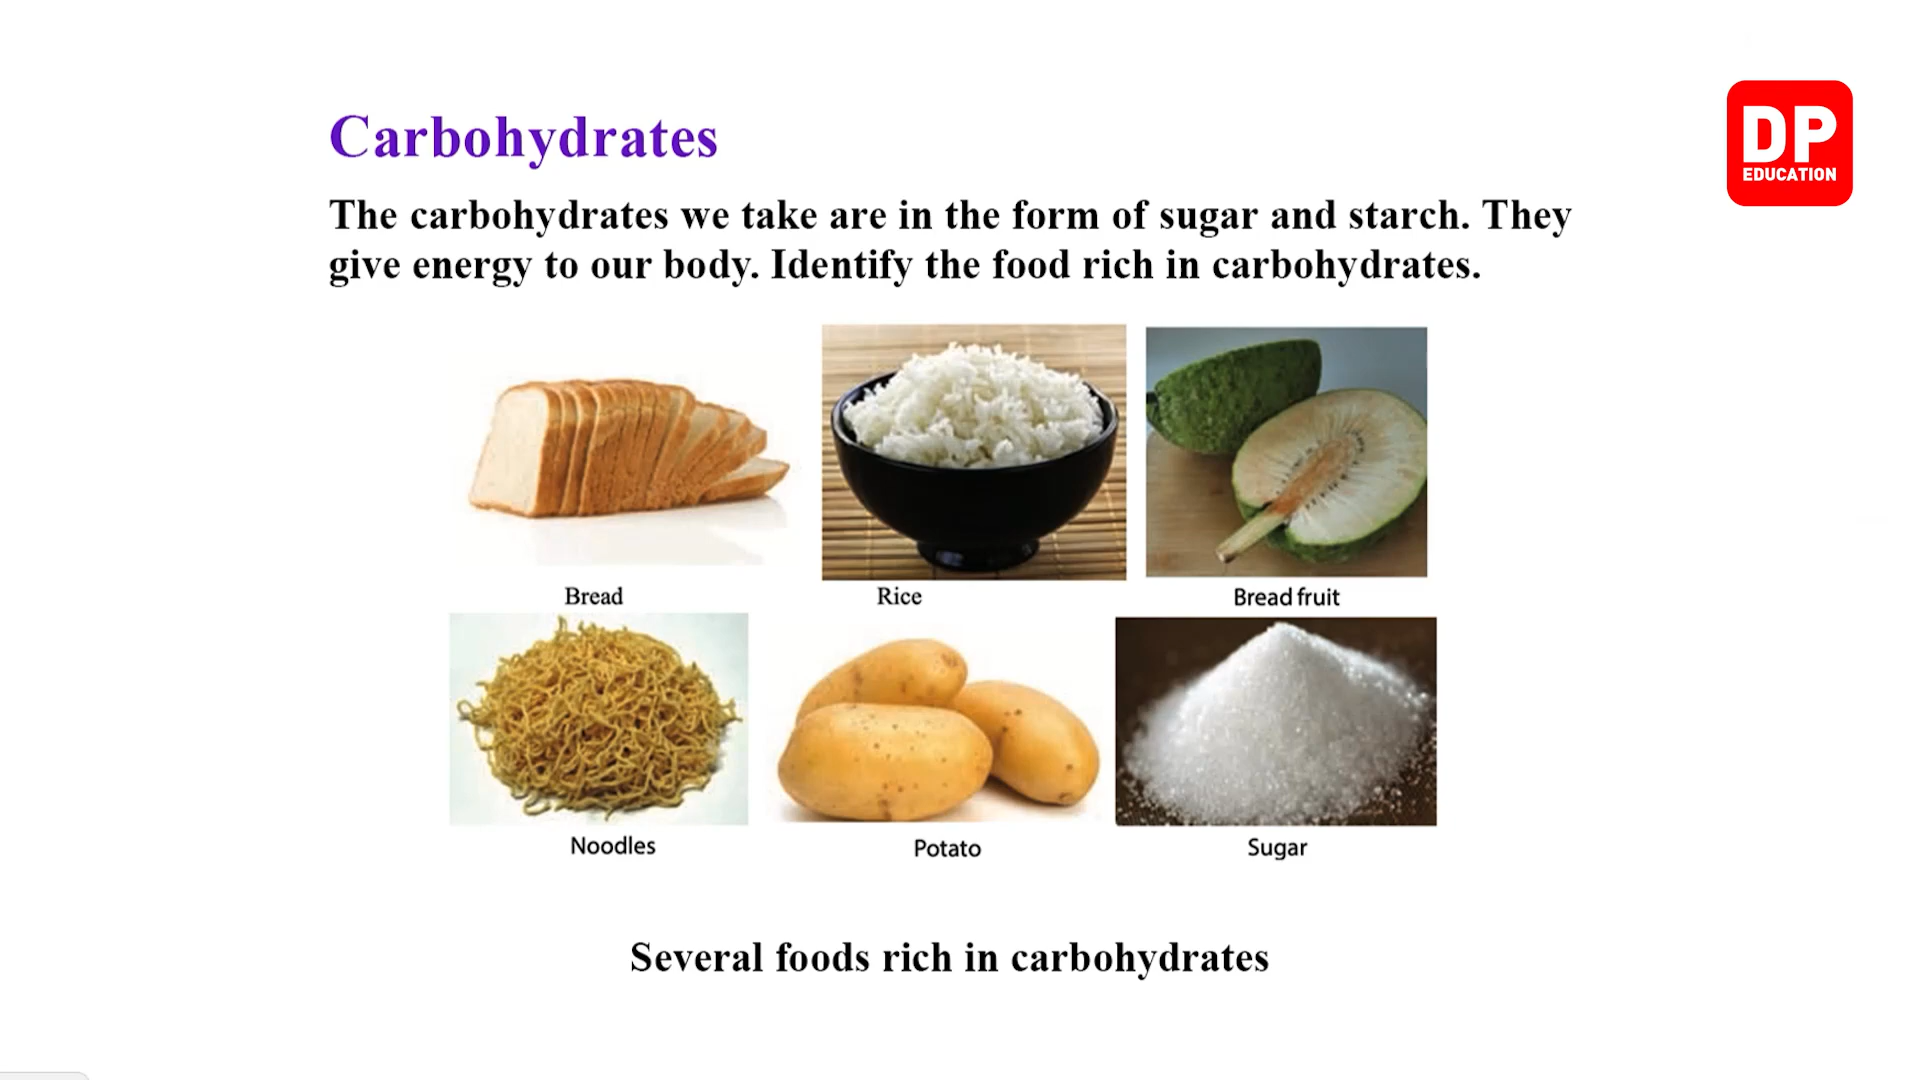 Carbohydrates
DP
EDUCATION
The carbohydrates we take are in the form of sugar and starch. They
give energy to our body. Identify the food rich in carbohydrates.
Bread
Rice
Bread fruit
Noodles
Potato
Sugar
Several foods rich in carbohydrates